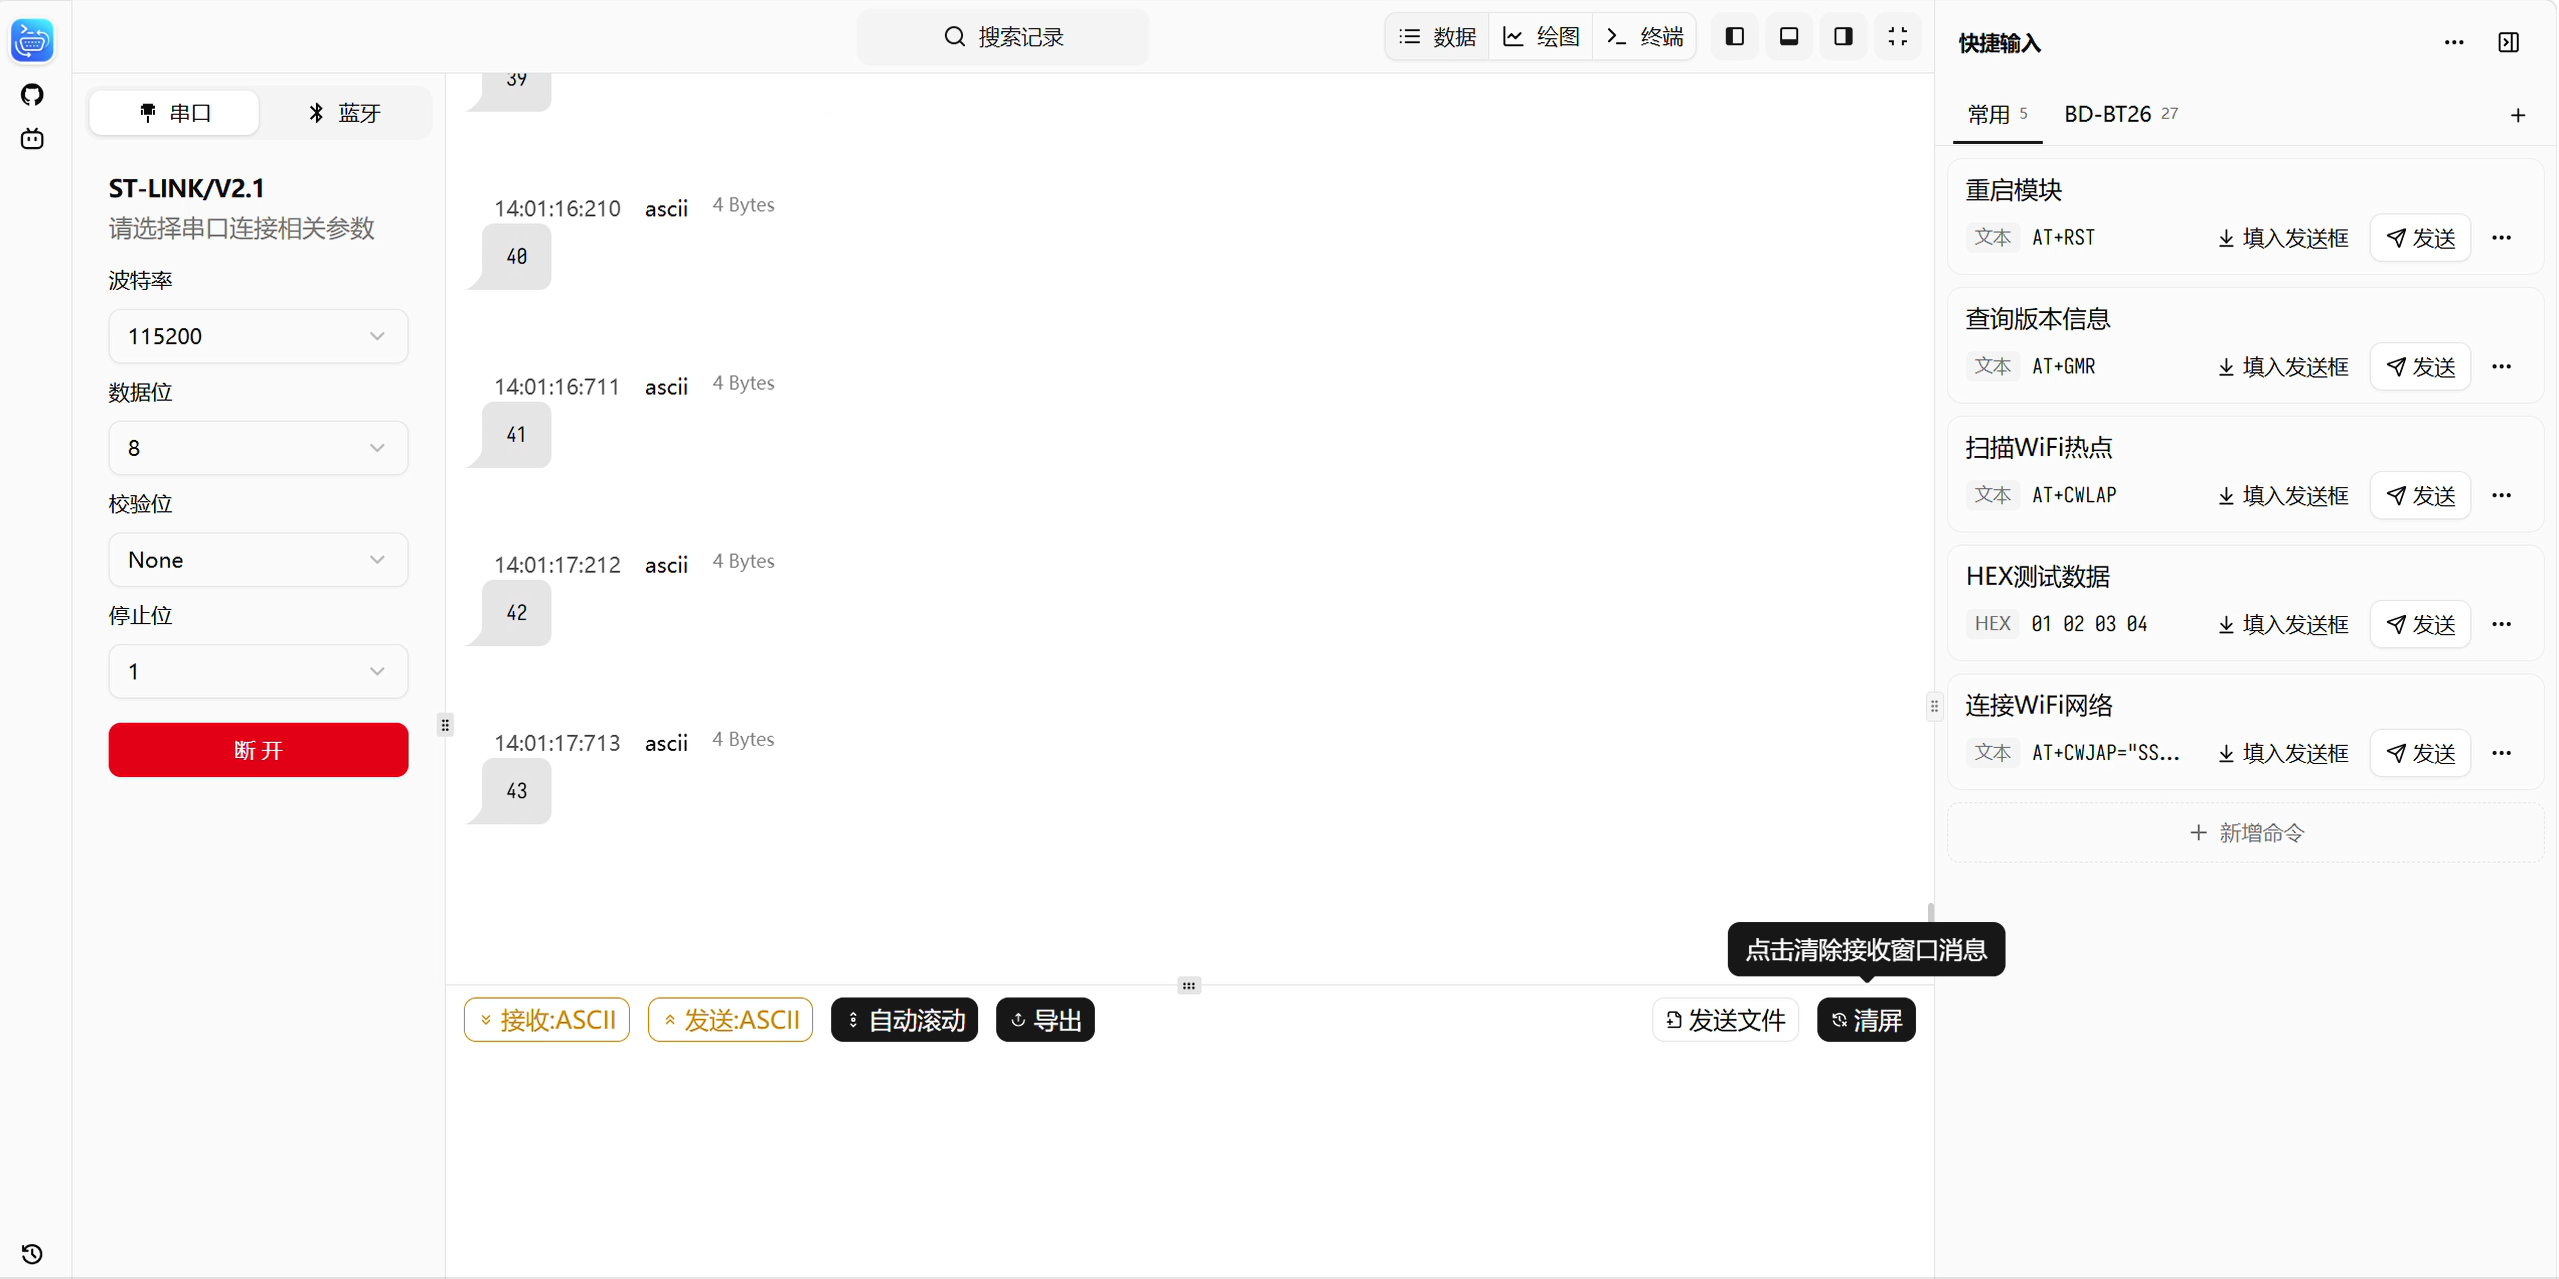 搜索记录
数据
绘图
终端
快捷输入
串口
蓝牙
ST-LINK/V2.1
请选择串口连接相关参数
波特率
115200
数据位
8
校验位
None
停止位
1
断 开
39
14:01:16:210 ascii 4 Bytes
40
14:01:16:711 ascii 4 Bytes
41
14:01:17:212 ascii 4 Bytes
42
14:01:17:713 ascii 4 Bytes
43
点击清除接收窗口消息
接收:ASCII
发送:ASCII
自动滚动
导出
发送文件
清屏
常用 5
BD-BT26 27
重启模块
文本 AT+RST 填入发送框 发送
查询版本信息
文本 AT+GMR 填入发送框 发送
扫描WiFi热点
文本 AT+CWLAP 填入发送框 发送
HEX测试数据
HEX 01 02 03 04 填入发送框 发送
连接WiFi网络
文本 AT+CWJAP="SS... 填入发送框 发送
新增命令